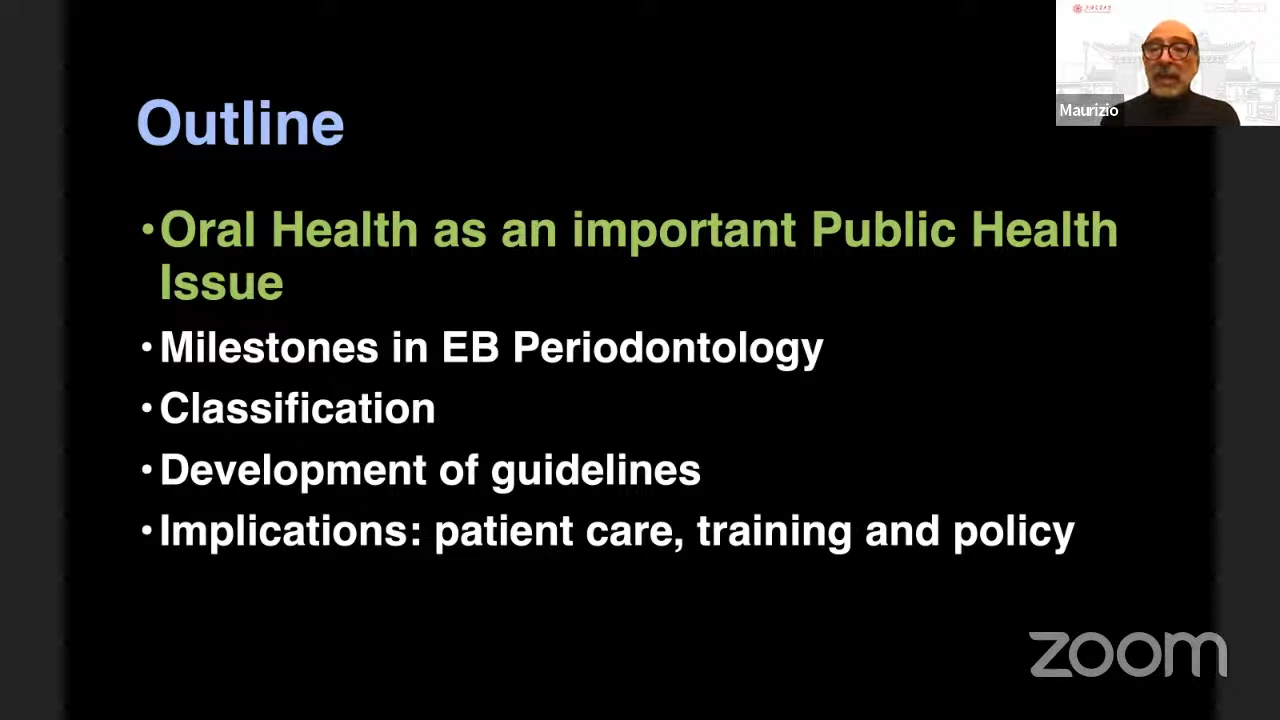 Maurizio
Outline
•Oral Health as an important Public Health
Issue
•Milestones in EB Periodontology
•Classification
•Development of guidelines
•Implications: patient care, training and policy
zoom